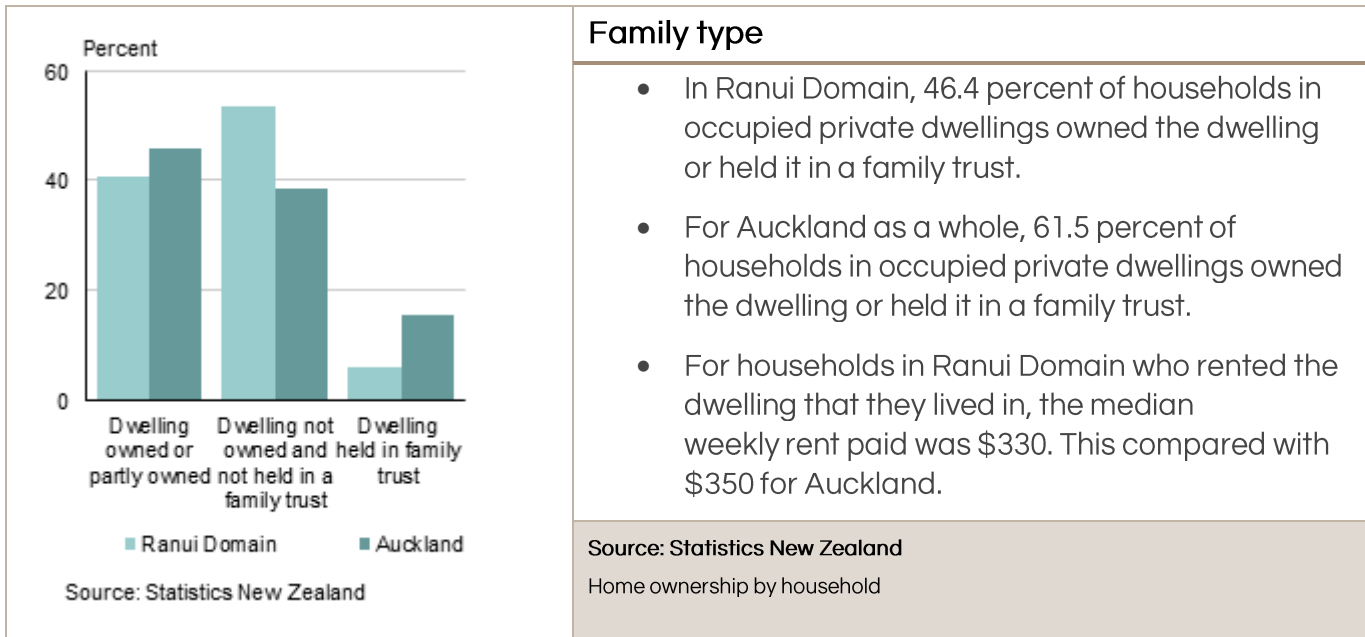 Percent
60
40
20
0
Dwelling owned or partly owned
Dwelling not owned and not held in a family trust
Dwelling held in family trust
Ranui Domain
Auckland
Source: Statistics New Zealand
Family type
• In Ranui Domain, 46.4 percent of households in
occupied private dwellings owned the dwelling
or held it in a family trust.
• For Auckland as a whole, 61.5 percent of
households in occupied private dwellings owned
the dwelling or held it in a family trust.
• For households in Ranui Domain who rented the
dwelling that they lived in, the median
weekly rent paid was $330. This compared with
$350 for Auckland.
Source: Statistics New Zealand
Home ownership by household